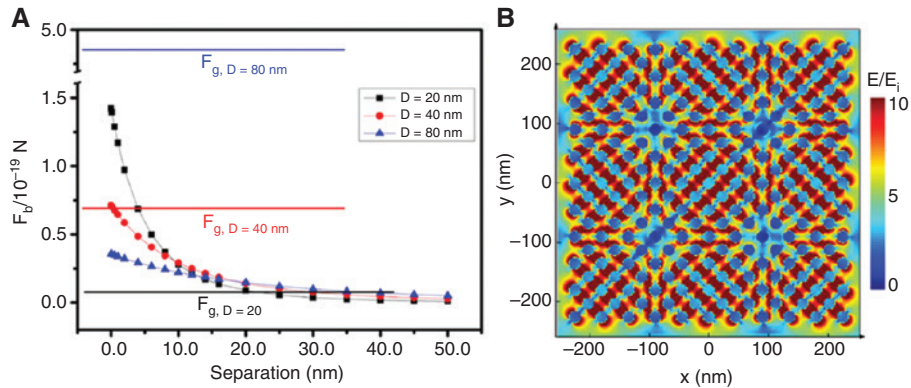 A
5.0
1.5
1.0
0.5
0.0
F_b/10^−19 N
F_g, D = 80 nm
F_g, D = 40 nm
F_g, D = 20
D = 20 nm
D = 40 nm
D = 80 nm
0.0 10.0 20.0 30.0 40.0 50.0
Separation (nm)
B
200
100
0
−100
−200
y (nm)
−200 −100 0 100 200
x (nm)
E/E_i
10
5
0